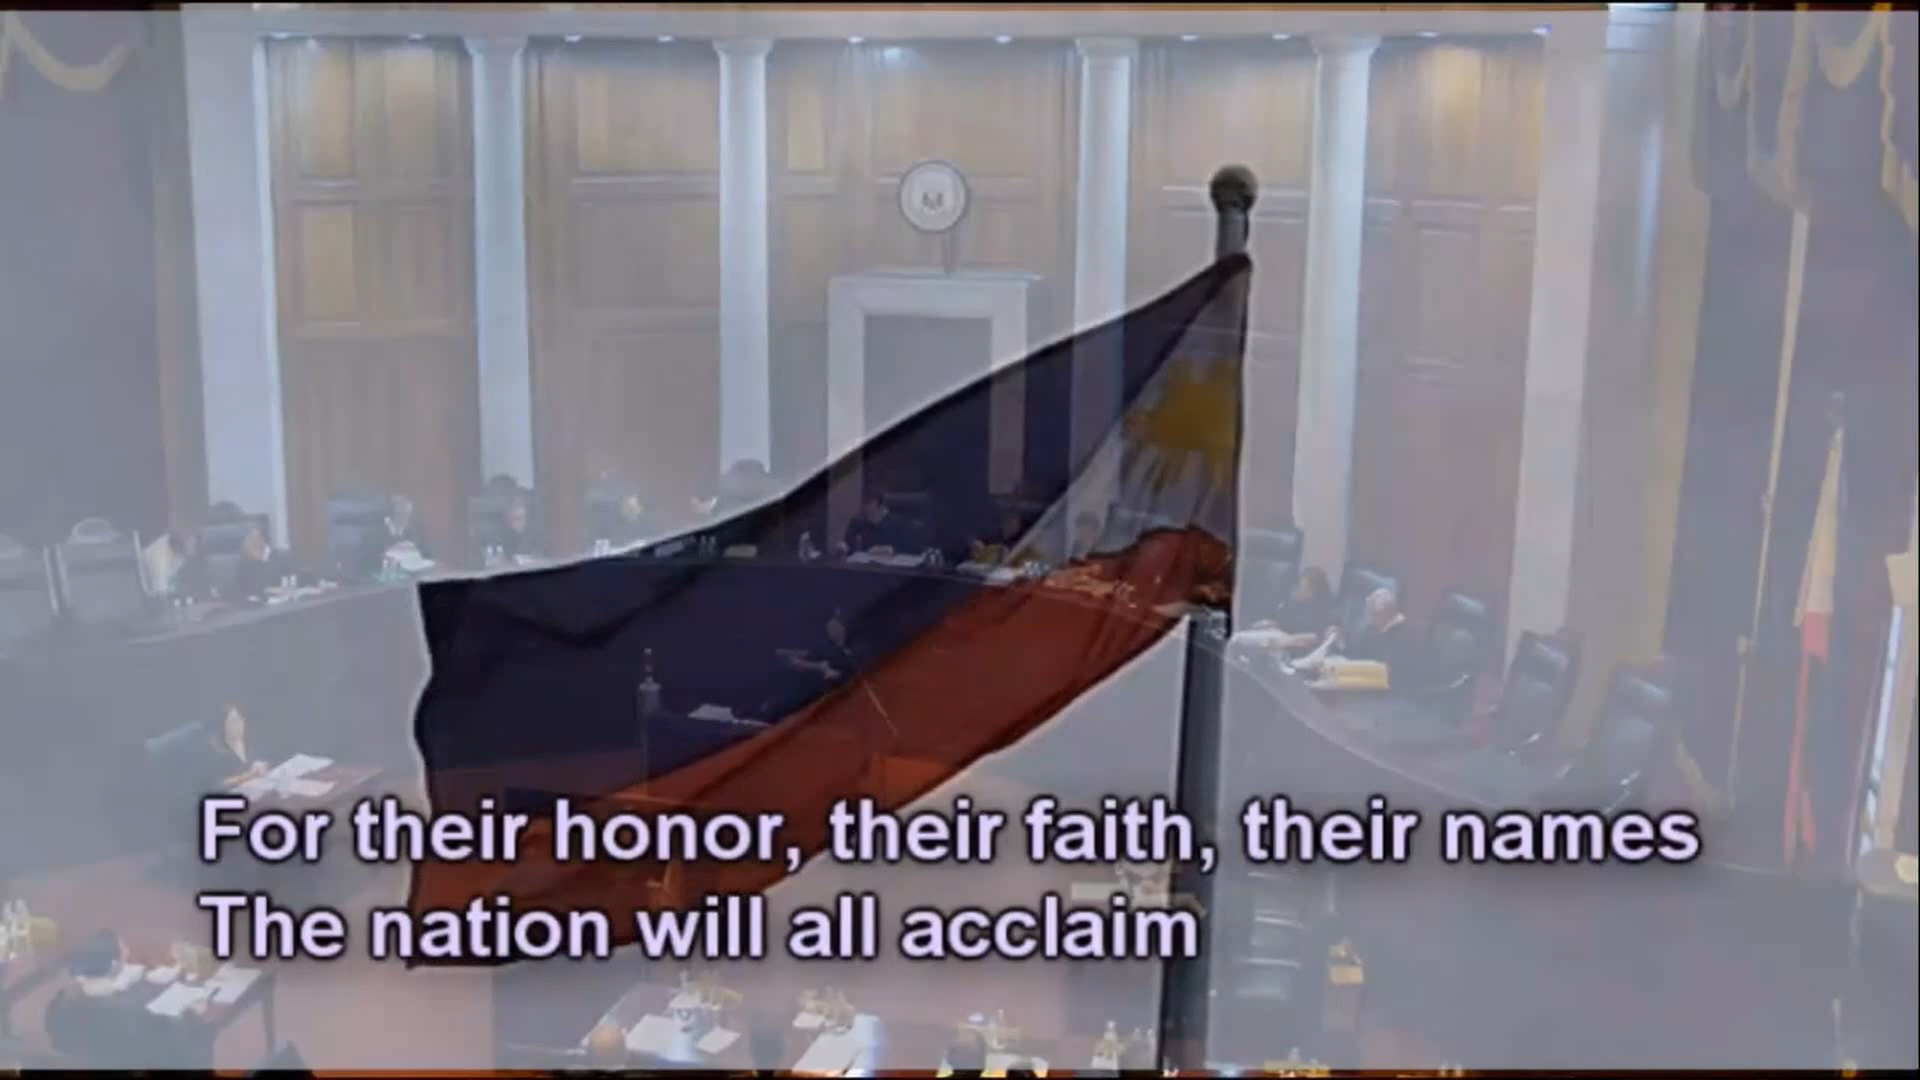 For their honor, their faith, their names
The nation will all acclaim